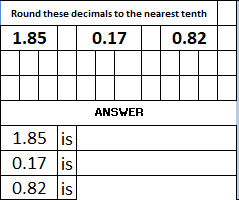 Round these decimals to the nearest tenth
1.85 0.17 0.82
ANSWER
1.85 is
0.17 is
0.82 is